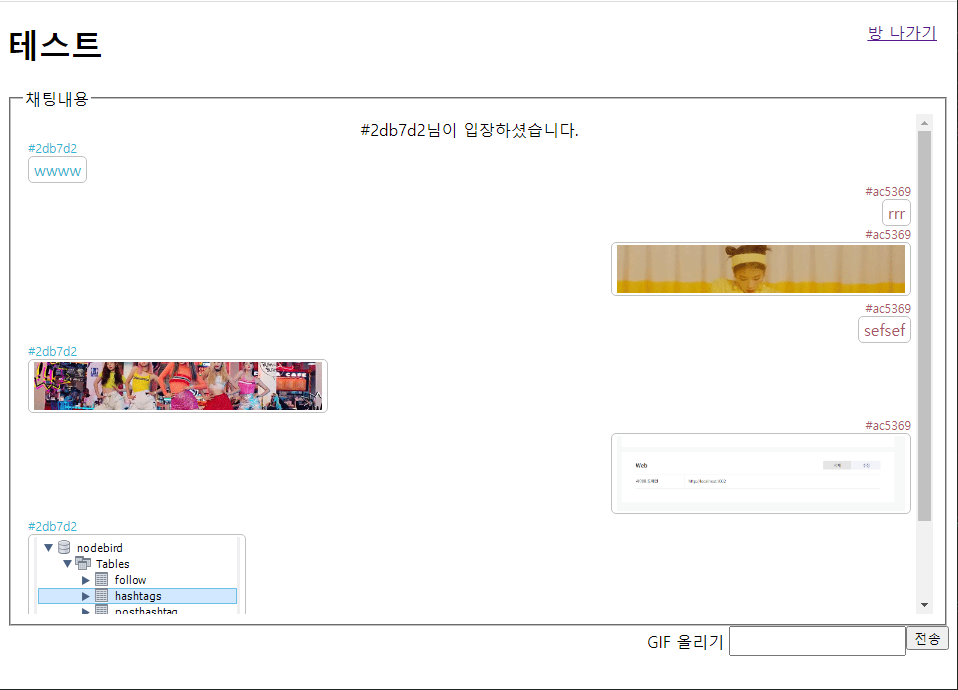 테스트
방 나가기
채팅내용
#2db7d2님이 입장하셨습니다.
#2db7d2
wwww
#ac5369
rrr
#ac5369
#ac5369
sefsef
#2db7d2
CAFE
#ac5369
Web
#2db7d2
nodebird
Tables
follow
hashtags
posthashtag
GIF 올리기
전송